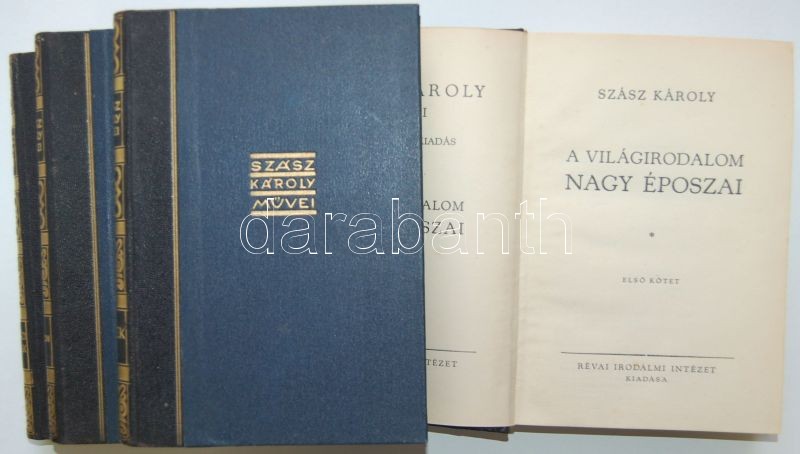 SZÁSZ
KÁROLY
MŰVEI
ÁROLY
I
KIADÁS
ALOM
SZAI
INTÉZET
SZÁSZ KÁROLY
A VILÁGIRODALOM
NAGY ÉPOSZAI
*
ELSŐ KÖTET
RÉVAI IRODALMI INTÉZET
KIADÁSA
darabanth